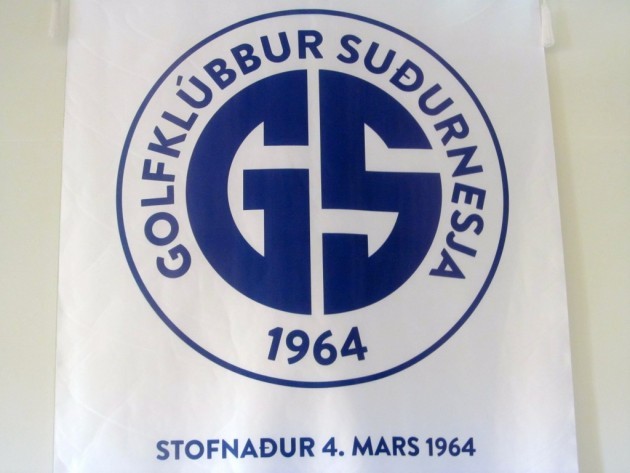 GOLFKLÚBBUR SUÐURNESJA
GS
1964
STOFNAÐUR 4. MARS 1964